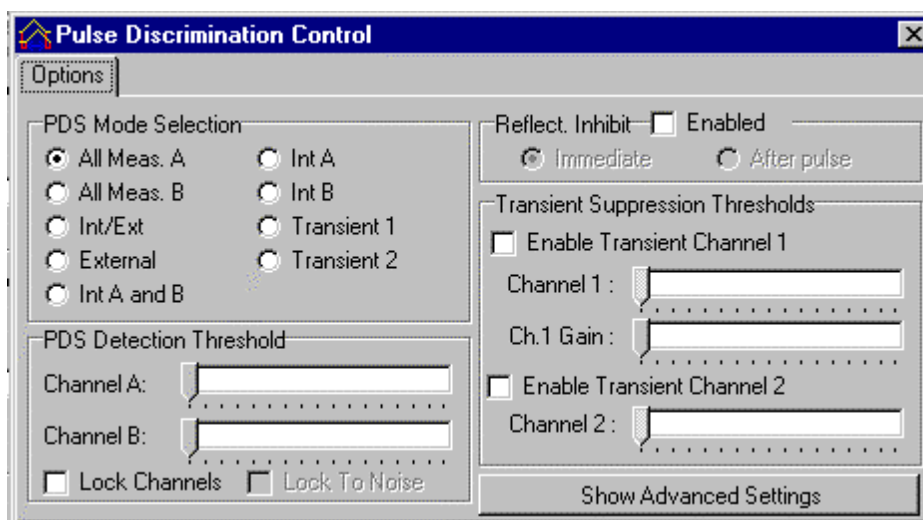 Pulse Discrimination Control
Options
PDS Mode Selection
All Meas. A
Int A
All Meas. B
Int B
Int/Ext
Transient 1
External
Transient 2
Int A and B
PDS Detection Threshold
Channel A:
Channel B:
Lock Channels
Lock To Noise
Reflect. Inhibit
Enabled
Immediate
After pulse
Transient Suppression Thresholds
Enable Transient Channel 1
Channel 1 :
Ch.1 Gain :
Enable Transient Channel 2
Channel 2 :
Show Advanced Settings